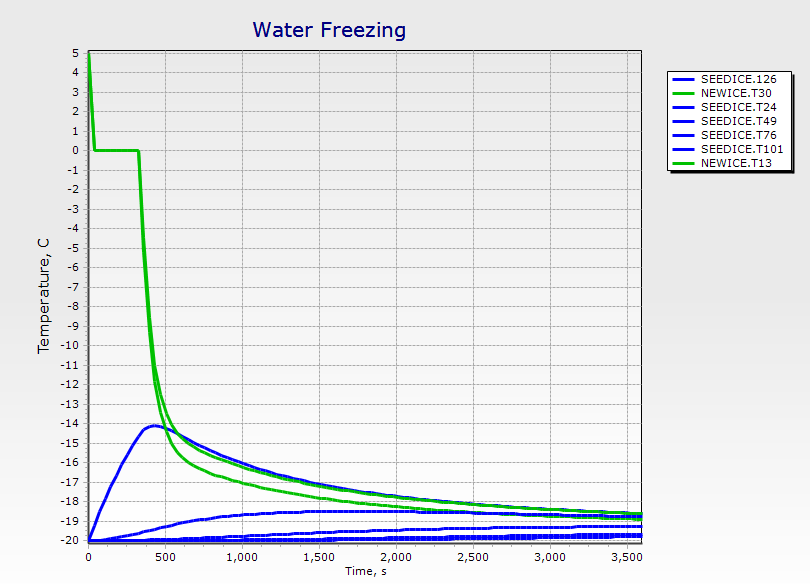 Water Freezing
SEEDICE.126
NEWICE.T30
SEEDICE.T24
SEEDICE.T49
SEEDICE.T76
SEEDICE.T101
NEWICE.T13
Temperature, C
5
4
3
2
1
0
-1
-2
-3
-4
-5
-6
-7
-8
-9
-10
-11
-12
-13
-14
-15
-16
-17
-18
-19
-20
0 500 1,000 1,500 2,000 2,500 3,000 3,500
Time, s